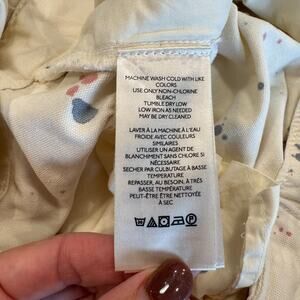 MACHINE WASH COLD WITH LIKE
COLORS
USE ONLY NON-CHLORINE
BLEACH
TUMBLE DRY LOW
LOW IRON AS NEEDED
MAY BE DRY CLEANED
LAVER À LA MACHINE À L'EAU
FROIDE AVEC COULEURS
SIMILAIRES
UTILISER UN AGENT DE
BLANCHIMENT SANS CHLORE SI
NÉCESSAIRE
SECHER PAR CULBUTAGE À BASSE
TEMPERATURE
REPASSER, AU BESOIN, À TRÈS
BASSE TEMPÉRATURE
PEUT-ÊTRE ÊTRE NETTOYÉE
À SEC